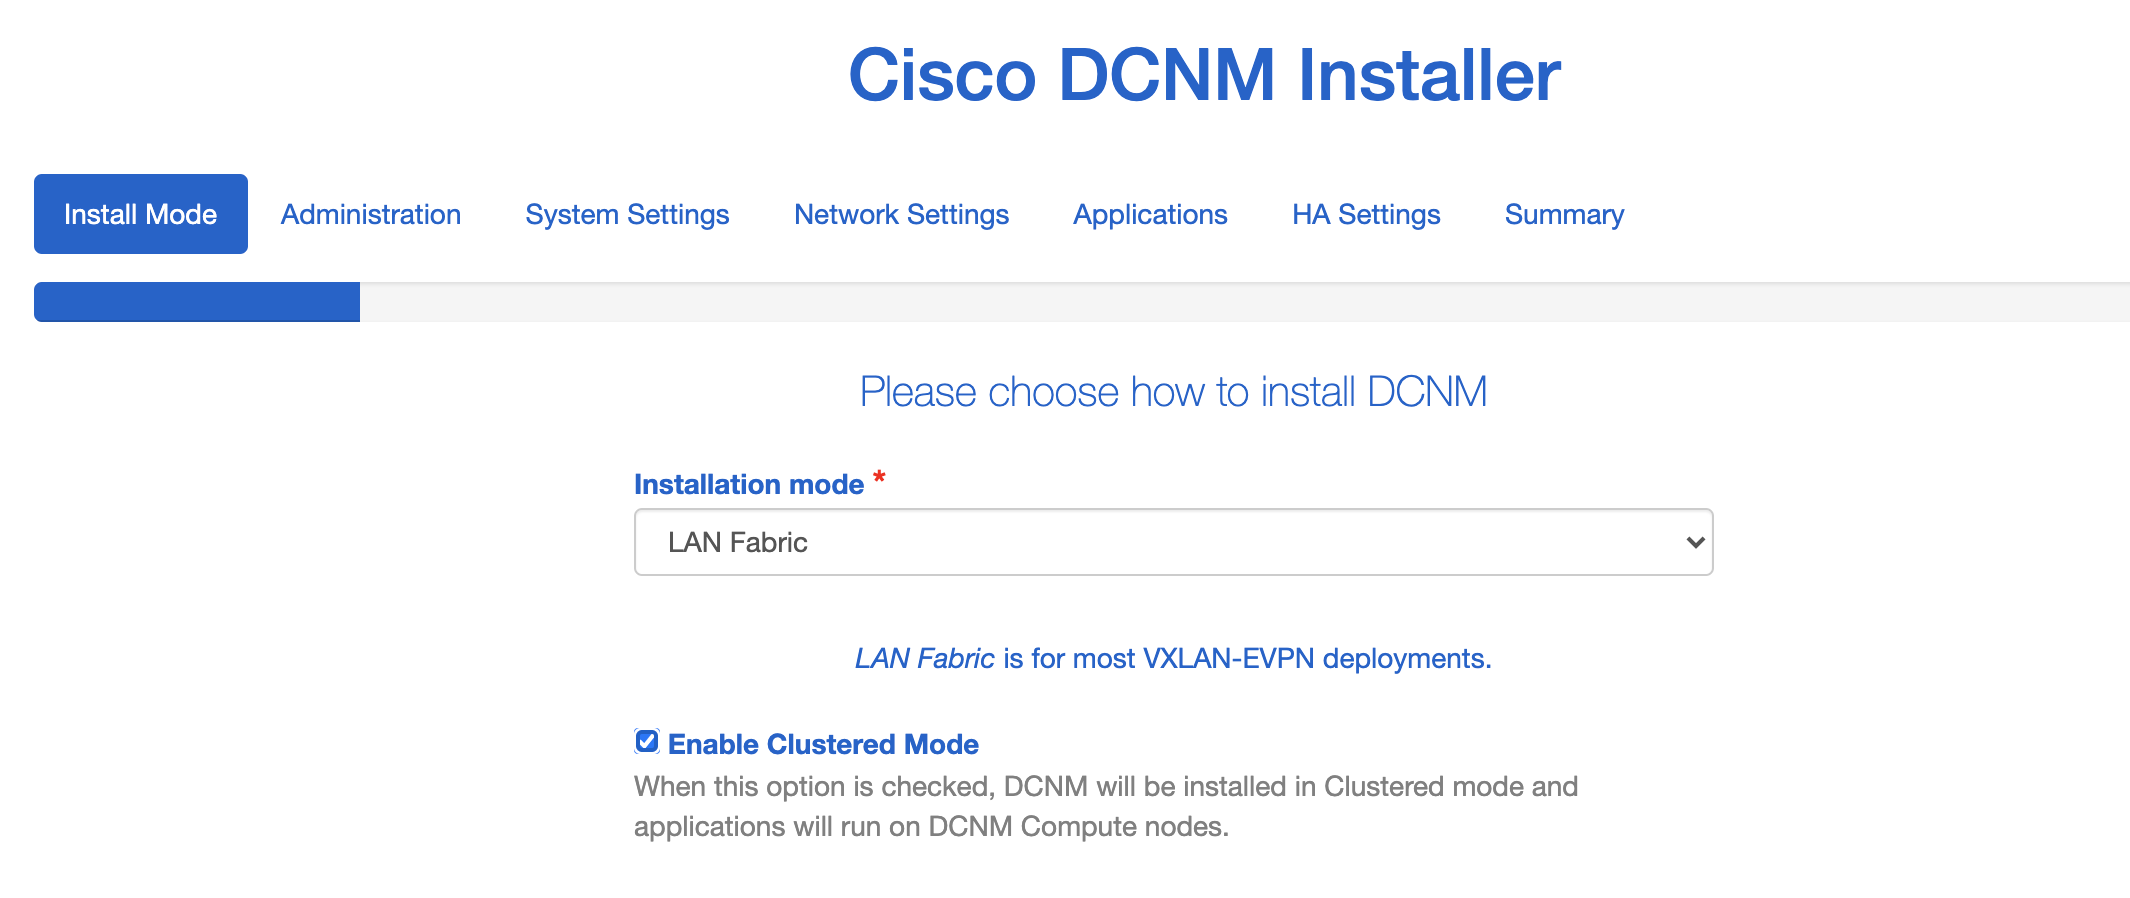 Cisco DCNM Installer
Install Mode Administration System Settings Network Settings Applications HA Settings Summary
Please choose how to install DCNM
Installation mode *
LAN Fabric
LAN Fabric is for most VXLAN-EVPN deployments.
Enable Clustered Mode
When this option is checked, DCNM will be installed in Clustered mode and
applications will run on DCNM Compute nodes.